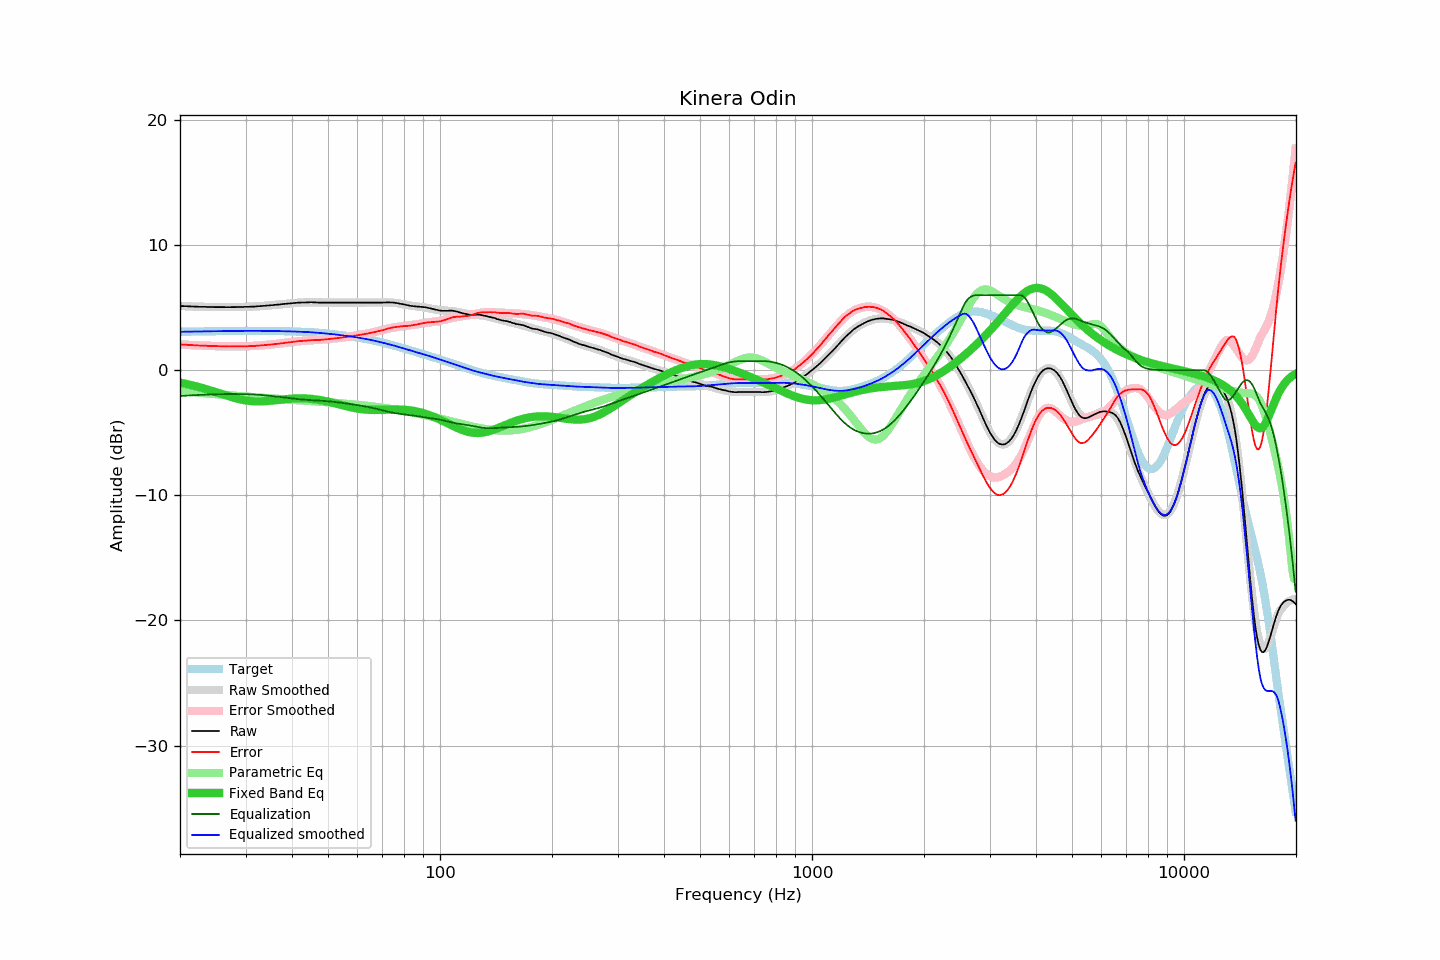 Kinera Odin
20
10
0
−10
−20
−30
Amplitude (dBr)
Target
Raw Smoothed
Error Smoothed
Raw
Error
Parametric Eq
Fixed Band Eq
Equalization
Equalized smoothed
100
1000
10000
Frequency (Hz)